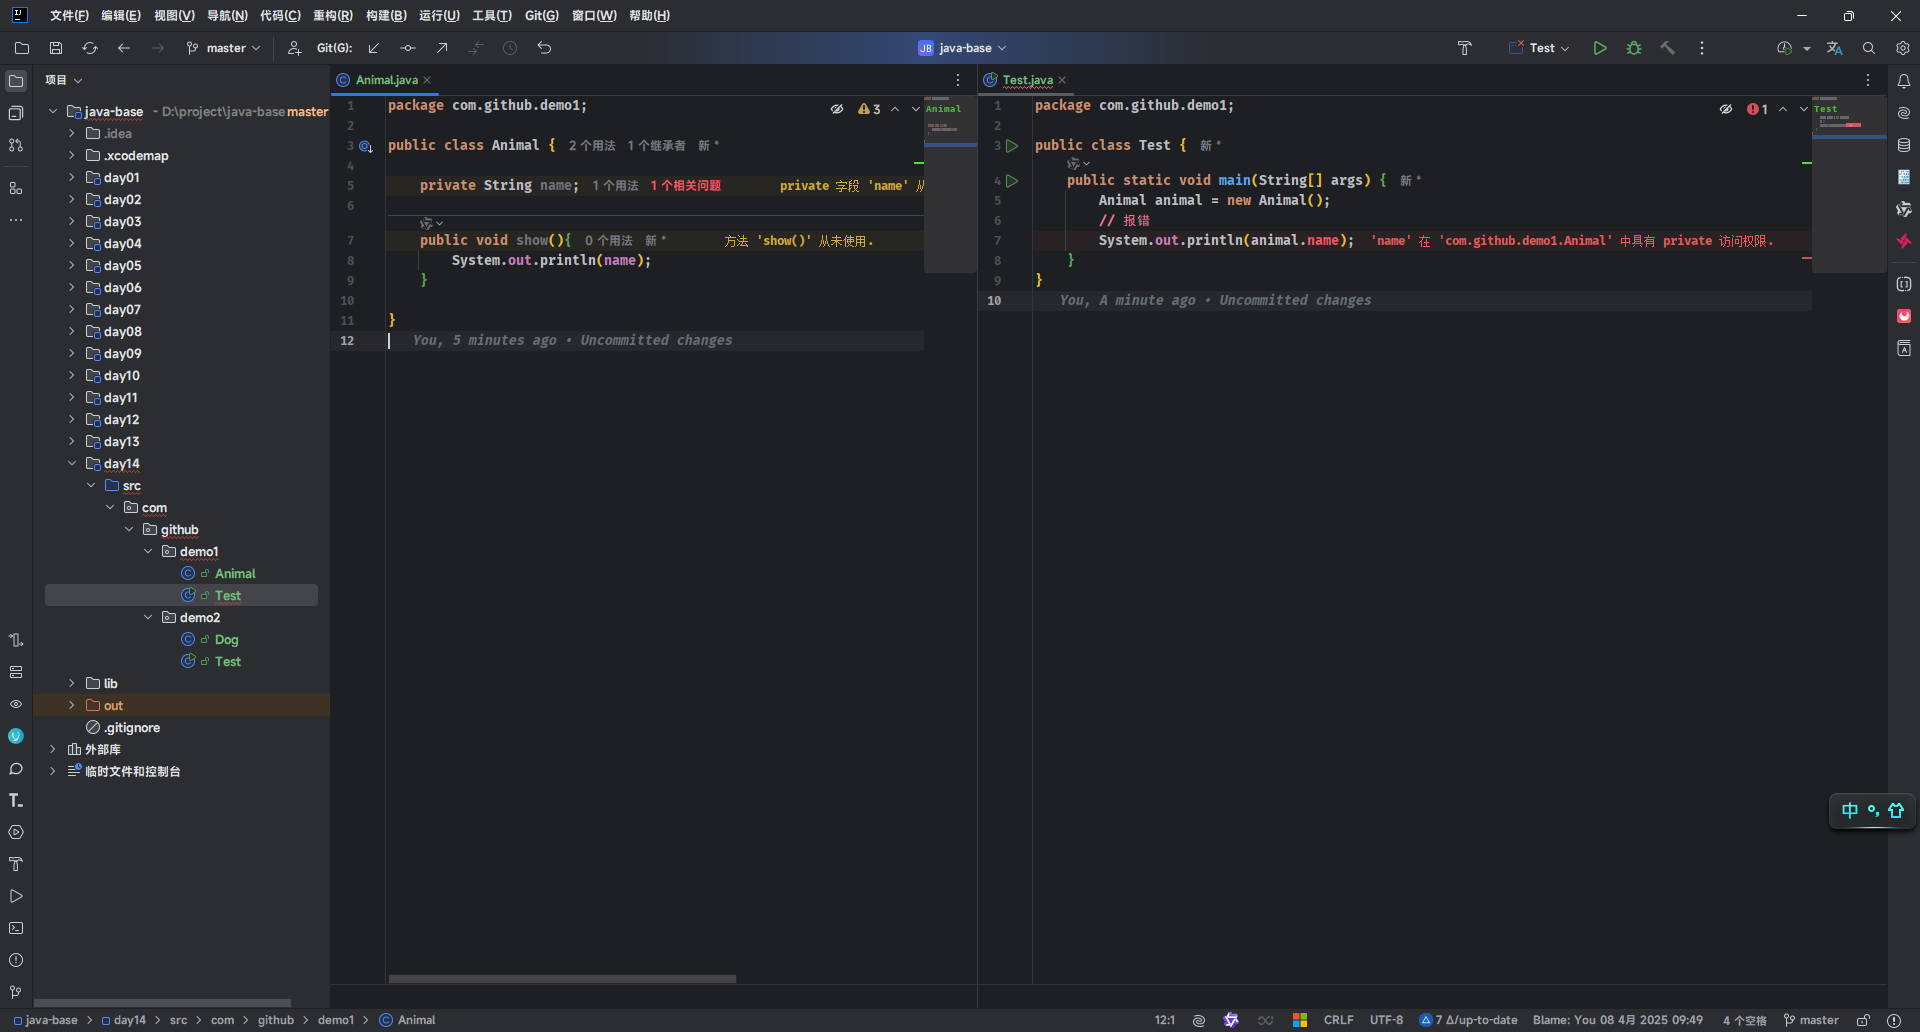 文件(F) 编辑(E) 视图(V) 导航(N) 代码(C) 重构(R) 构建(B) 运行(U) 工具(T) Git(G) 窗口(W) 帮助(H)
master Git(G): JB java-base Test
项目
java-base - D:\project\java-base master
.idea
.xcodemap
day01
day02
day03
day04
day05
day06
day07
day08
day09
day10
day11
day12
day13
day14
src
com
github
demo1
Animal
Test
demo2
Dog
Test
lib
out
.gitignore
外部库
临时文件和控制台
Animal.java
3
1 package com.github.demo1;
2
3 public class Animal { 2 个用法 1 个继承者 新 *
4
5 private String name; 1 个用法 1 个相关问题 private 字段 'name' 从
6
7 public void show(){ 0 个用法 新 * 方法 'show()' 从未使用.
8 System.out.println(name);
9 }
10
11 }
12 You, 5 minutes ago • Uncommitted changes
Animal
Test.java
1
1 package com.github.demo1;
2
3 public class Test { 新 *
4 public static void main(String[] args) { 新 *
5 Animal animal = new Animal();
6 // 报错
7 System.out.println(animal.name); 'name' 在 'com.github.demo1.Animal' 中具有 private 访问权限.
8 }
9 }
10 You, A minute ago • Uncommitted changes
Test
中 °,
java-base > day14 > src > com > github > demo1 > Animal
12:1 CRLF UTF-8 7 Δ/up-to-date Blame: You 08 4月 2025 09:49 4 个空格 master